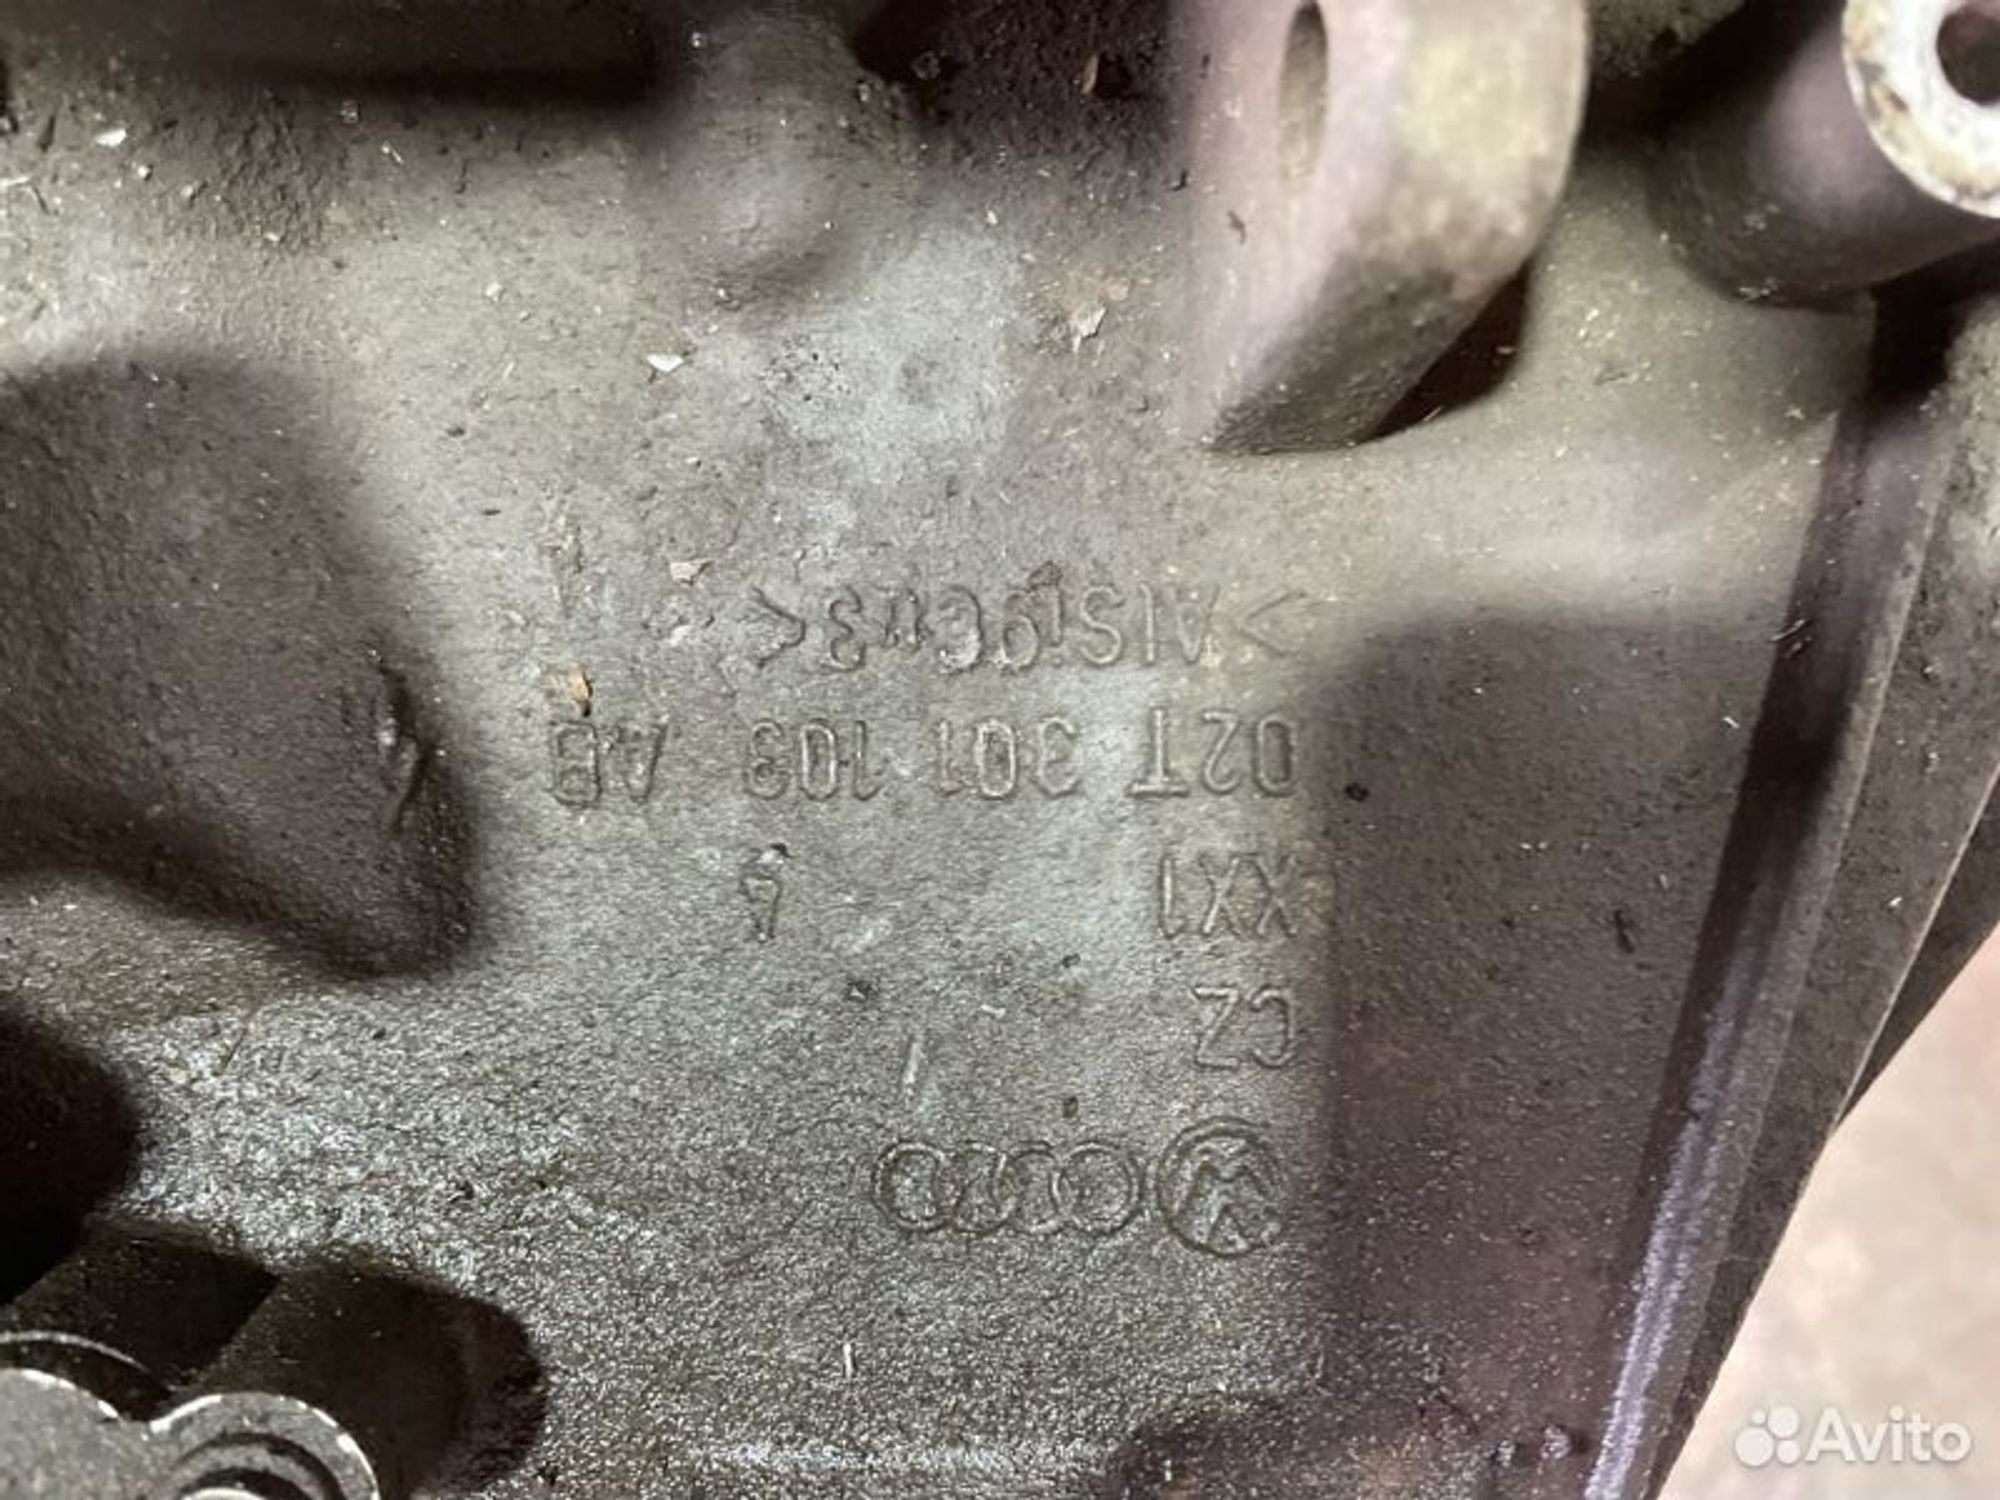 CZ
XX1
02T 301 103 AB
>AlSi9Cu3<
Avito